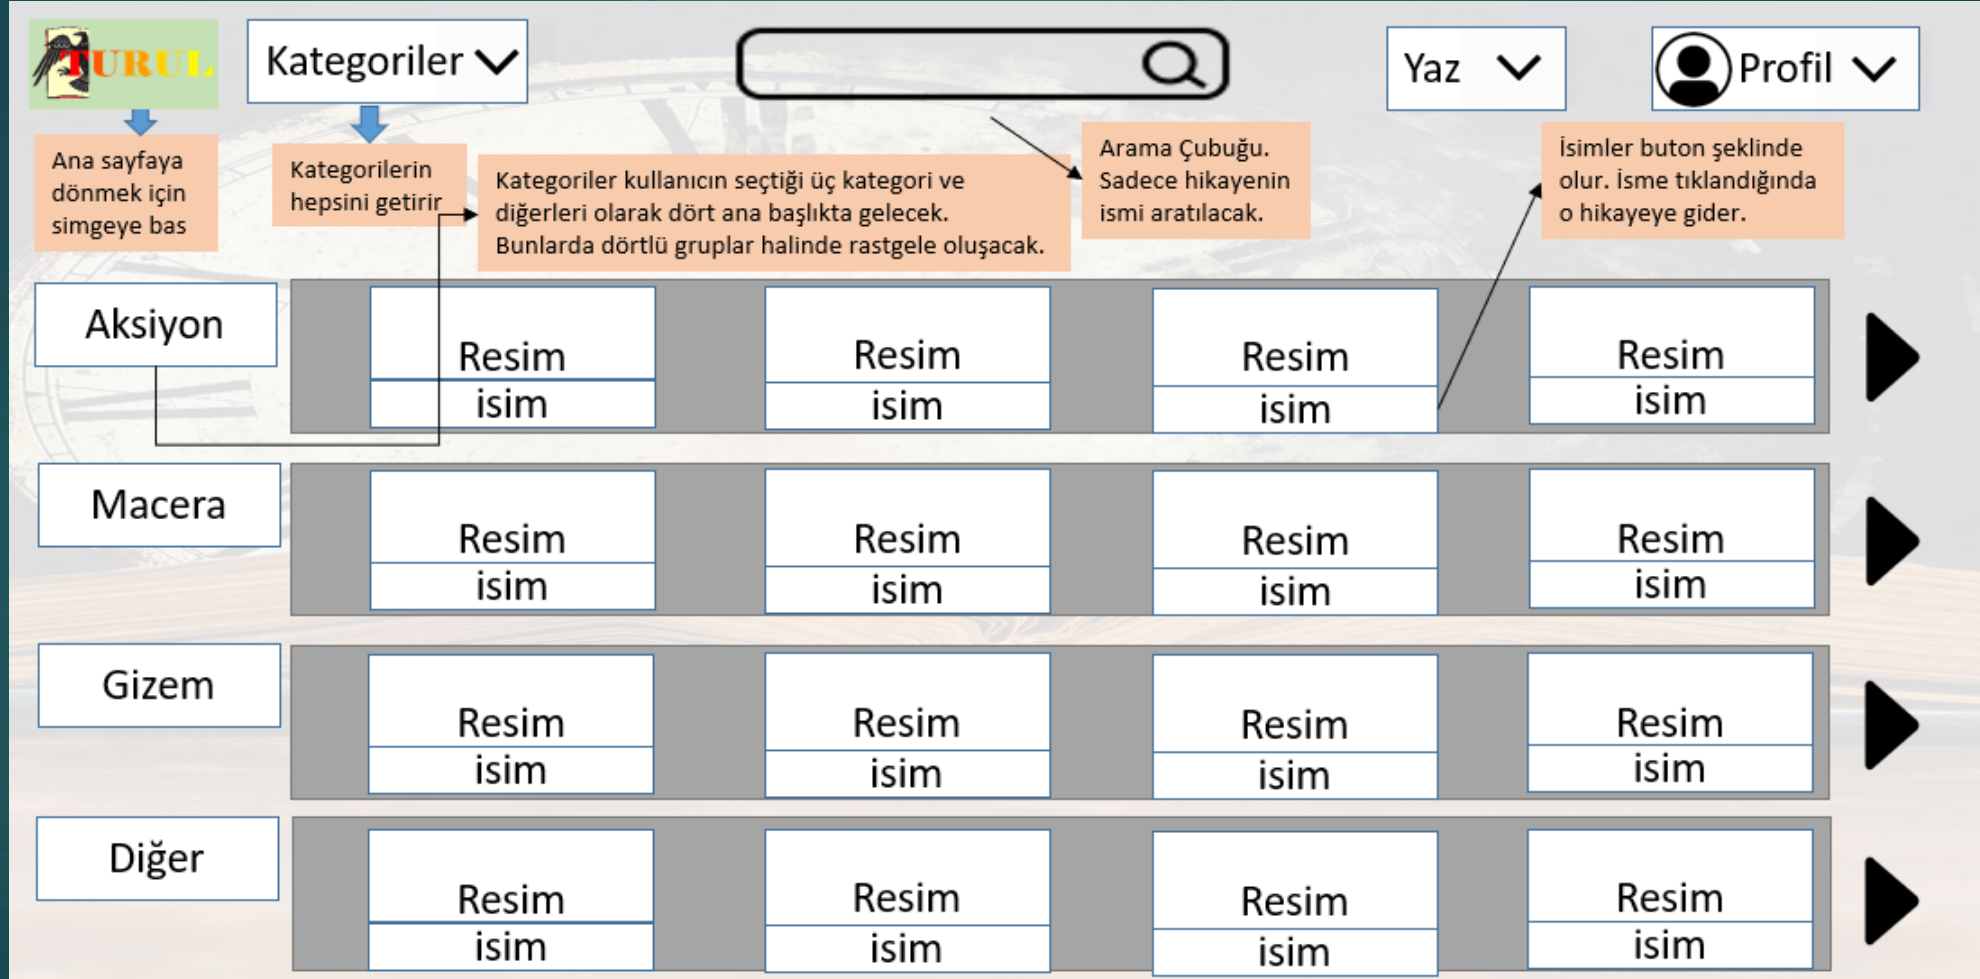 TURUL
Kategoriler
Yaz
Profil
Ana sayfaya
dönmek için
simgeye bas
Kategorilerin
hepsini getirir
Kategoriler kullanıcın seçtiği üç kategori ve
diğerleri olarak dört ana başlıkta gelecek.
Bunlarda dörtlü gruplar halinde rastgele oluşacak.
Arama Çubuğu.
Sadece hikayenin
ismi aratılacak.
İsimler buton şeklinde
olur. İsme tıklandığında
o hikayeye gider.
Aksiyon
Resim
isim
Resim
isim
Resim
isim
Resim
isim
Macera
Resim
isim
Resim
isim
Resim
isim
Resim
isim
Gizem
Resim
isim
Resim
isim
Resim
isim
Resim
isim
Diğer
Resim
isim
Resim
isim
Resim
isim
Resim
isim